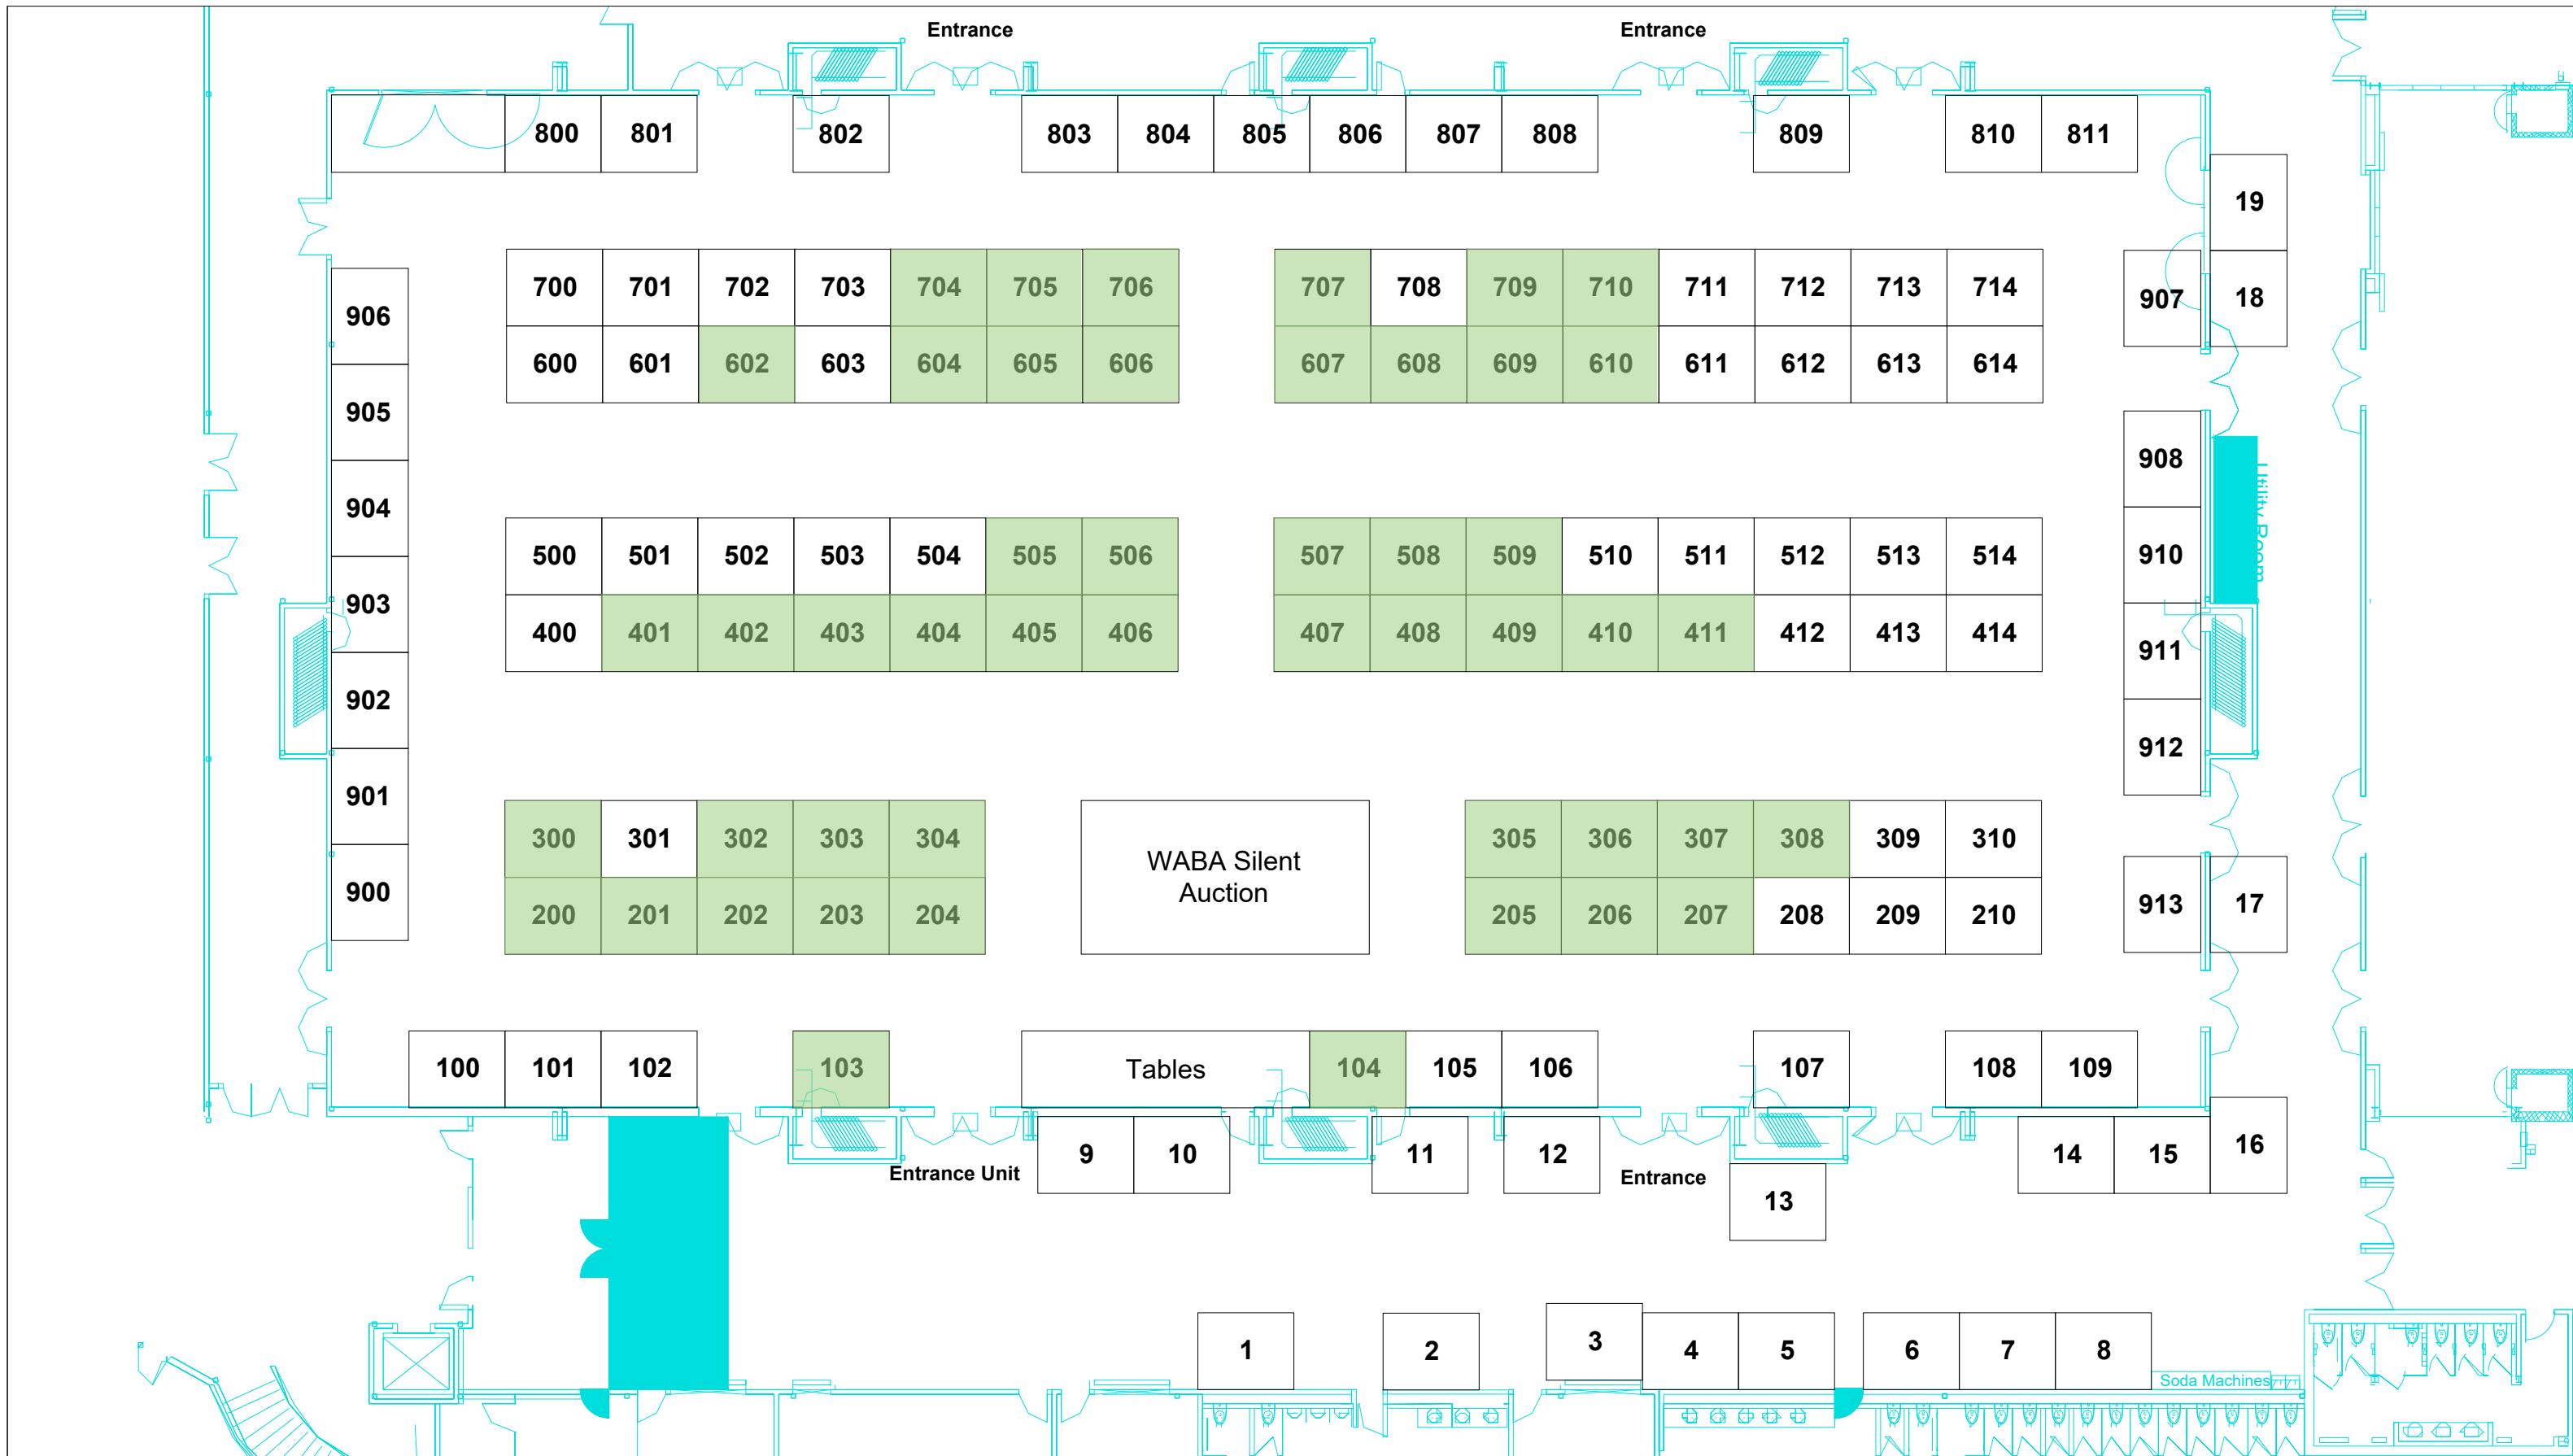 Entrance Entrance
800 801 802 803 804 805 806 807 808 809 810 811
19
700 701 702 703 704 705 706 707 708 709 710 711 712 713 714
907 18
906
600 601 602 603 604 605 606 607 608 609 610 611 612 613 614
905
908
Utility Room
904
500 501 502 503 504 505 506 507 508 509 510 511 512 513 514
910
903
400 401 402 403 404 405 406 407 408 409 410 411 412 413 414
911
902
912
901
300 301 302 303 304 305 306 307 308 309 310
WABA Silent
Auction
900
200 201 202 203 204 205 206 207 208 209 210
913 17
100 101 102 103 Tables 104 105 106 107 108 109
9 10 11 12 14 15 16
Entrance Unit Entrance
13
1 2 3 4 5 6 7 8
Soda Machines